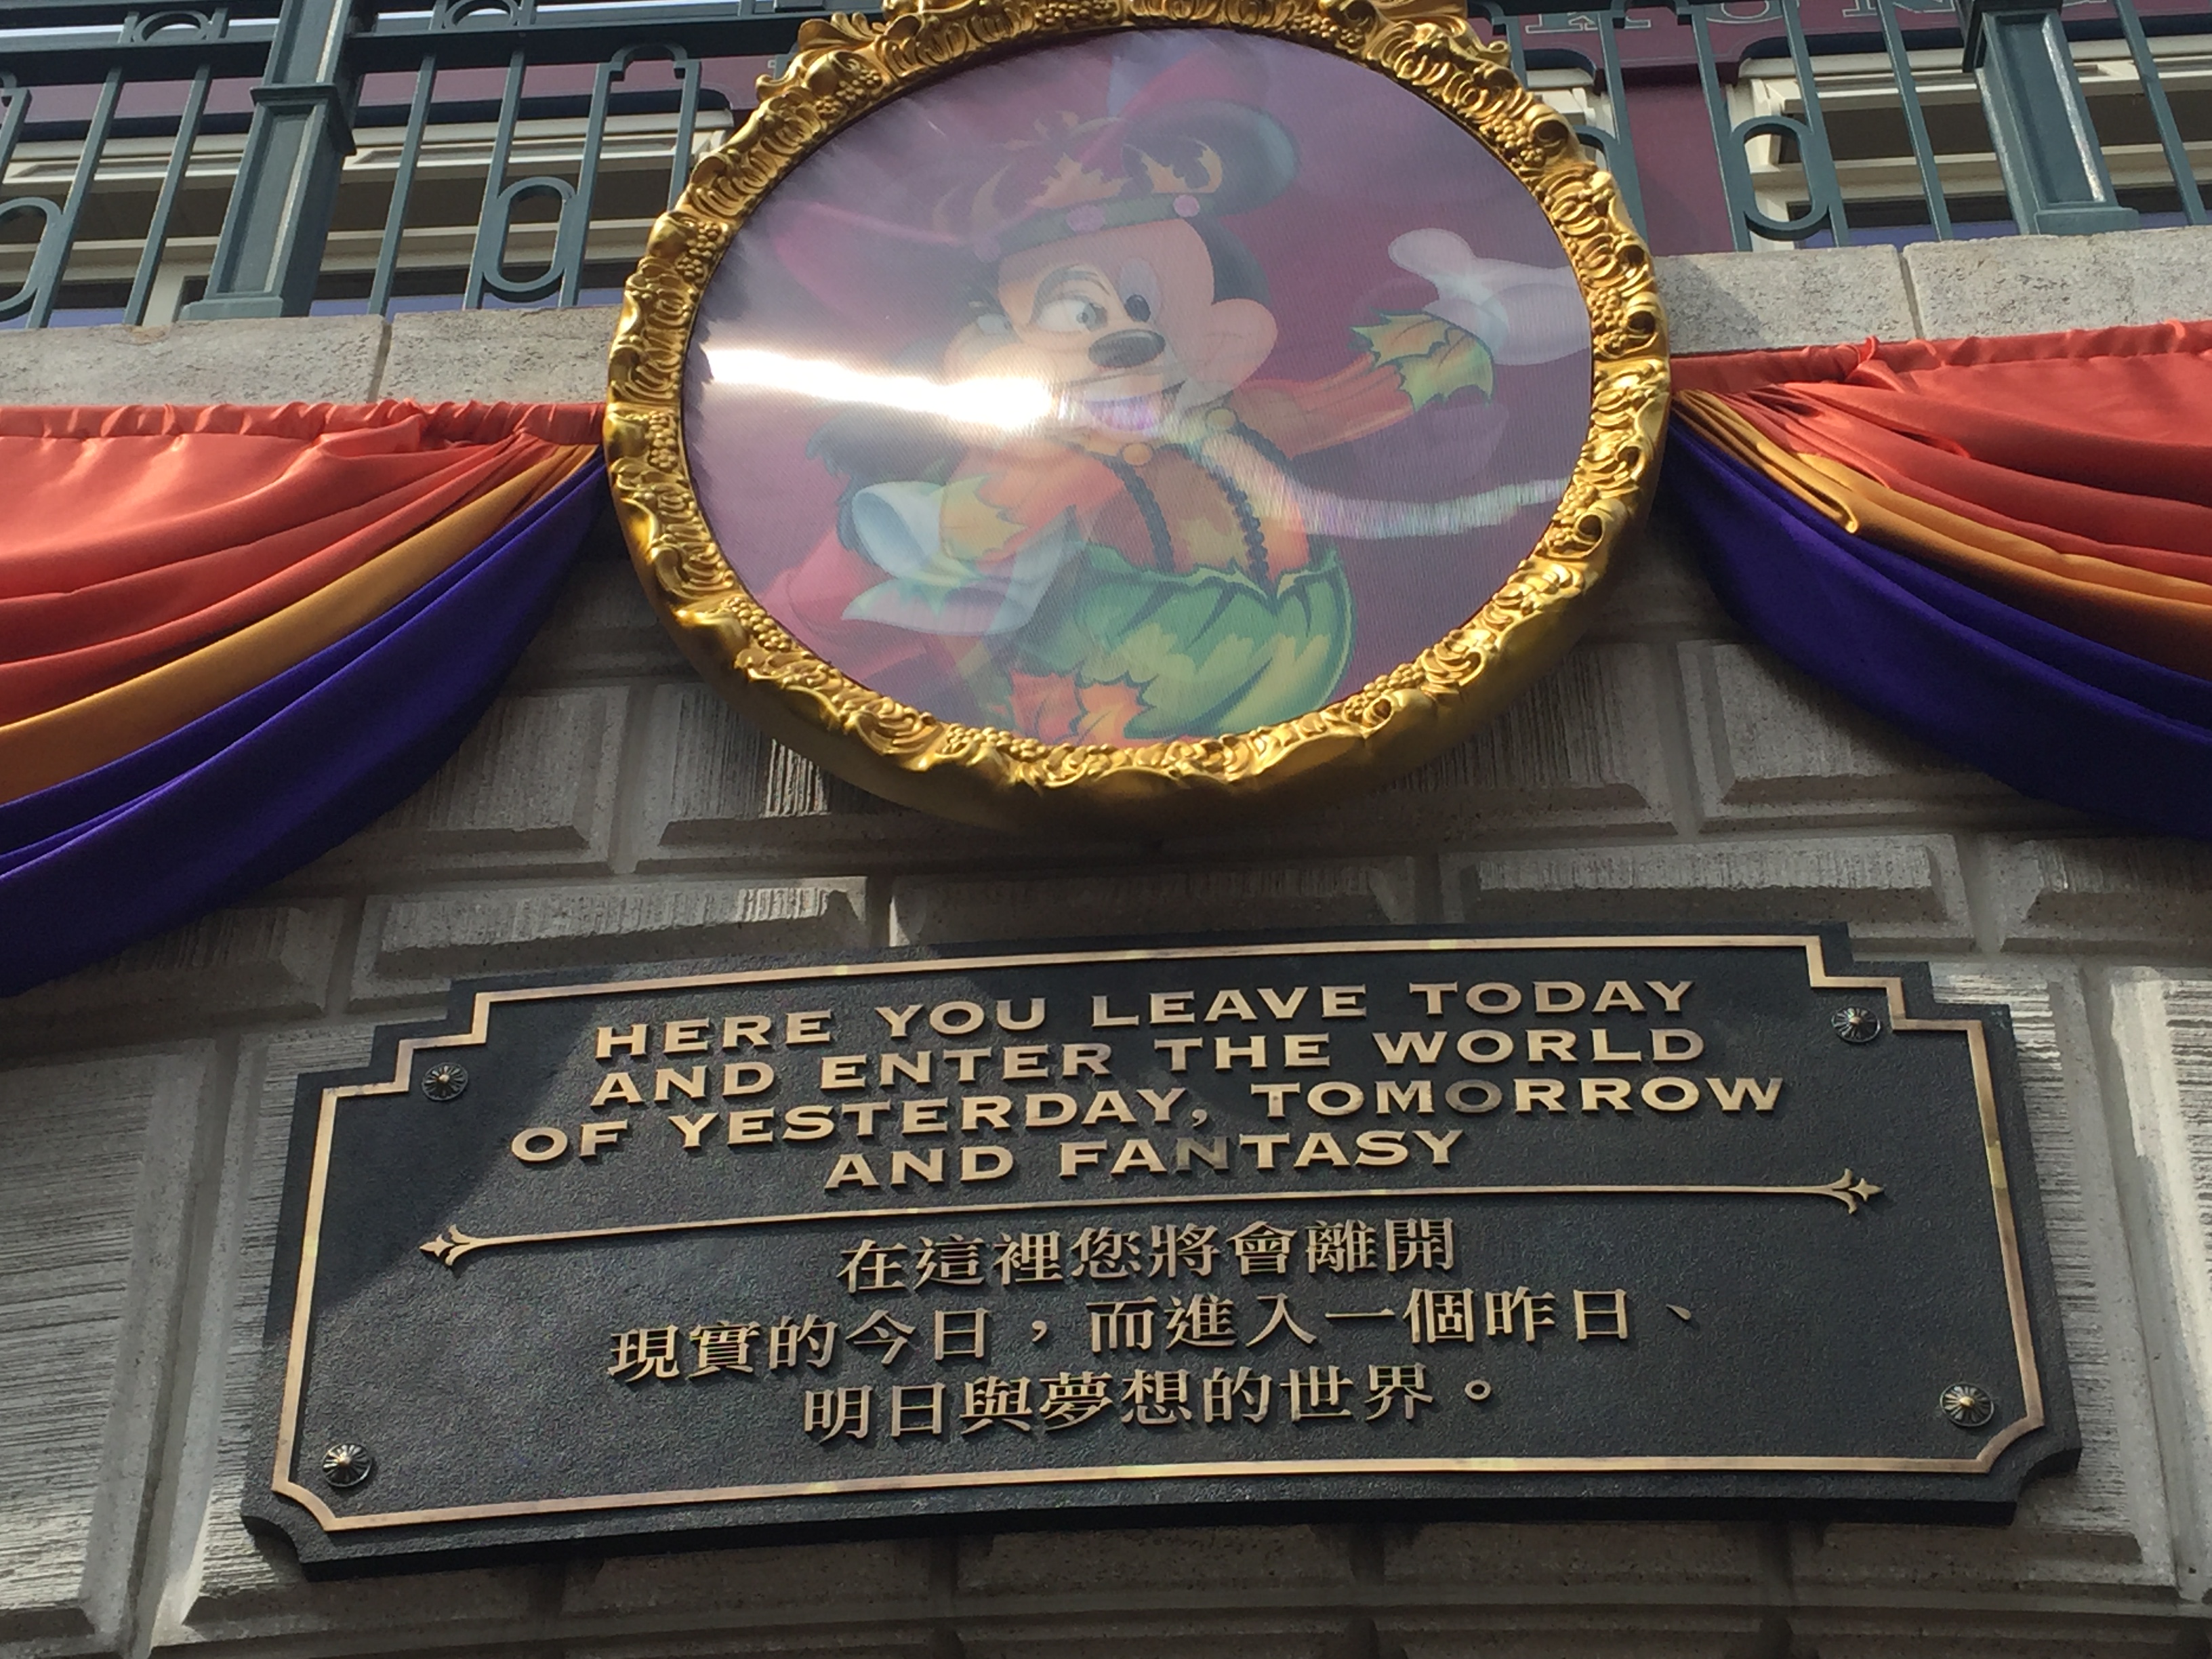 HERE YOU LEAVE TODAY
AND ENTER THE WORLD
OF YESTERDAY, TOMORROW
AND FANTASY
在這裡您將會離開
現實的今日，而進入一個昨日、
明日與夢想的世界。